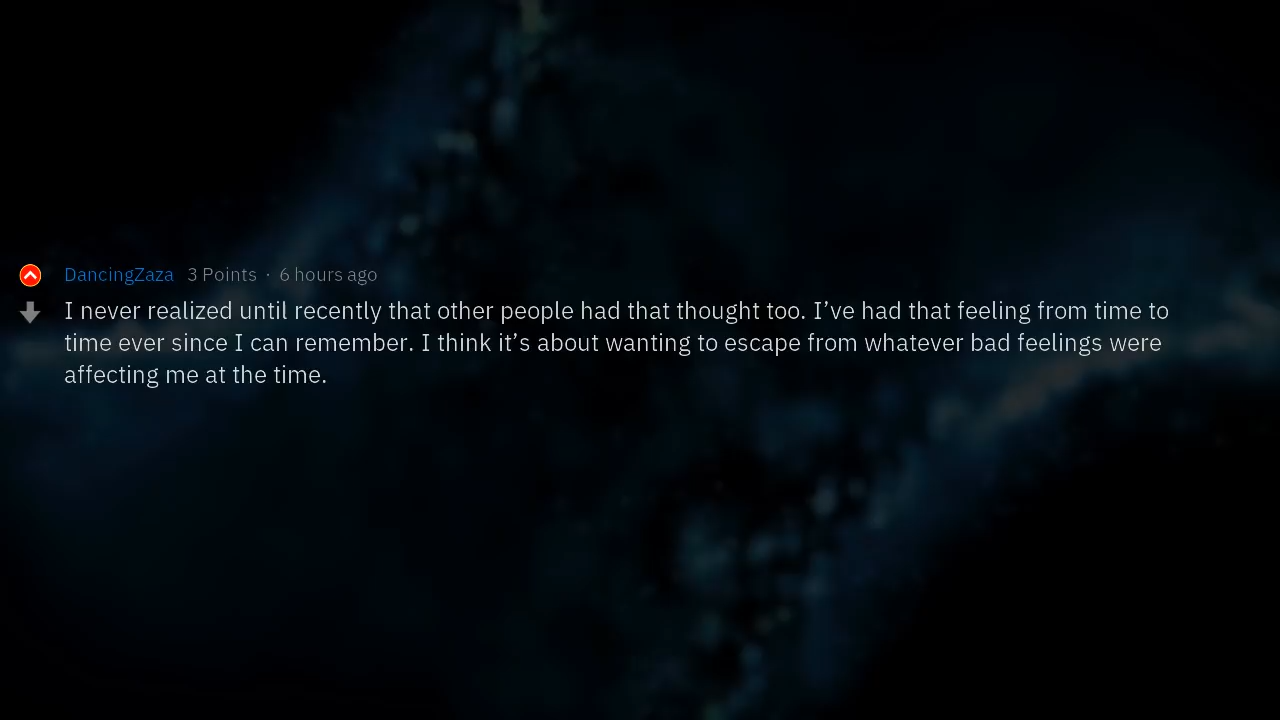 DancingZaza 3 Points · 6 hours ago
I never realized until recently that other people had that thought too. I’ve had that feeling from time to
time ever since I can remember. I think it’s about wanting to escape from whatever bad feelings were
affecting me at the time.